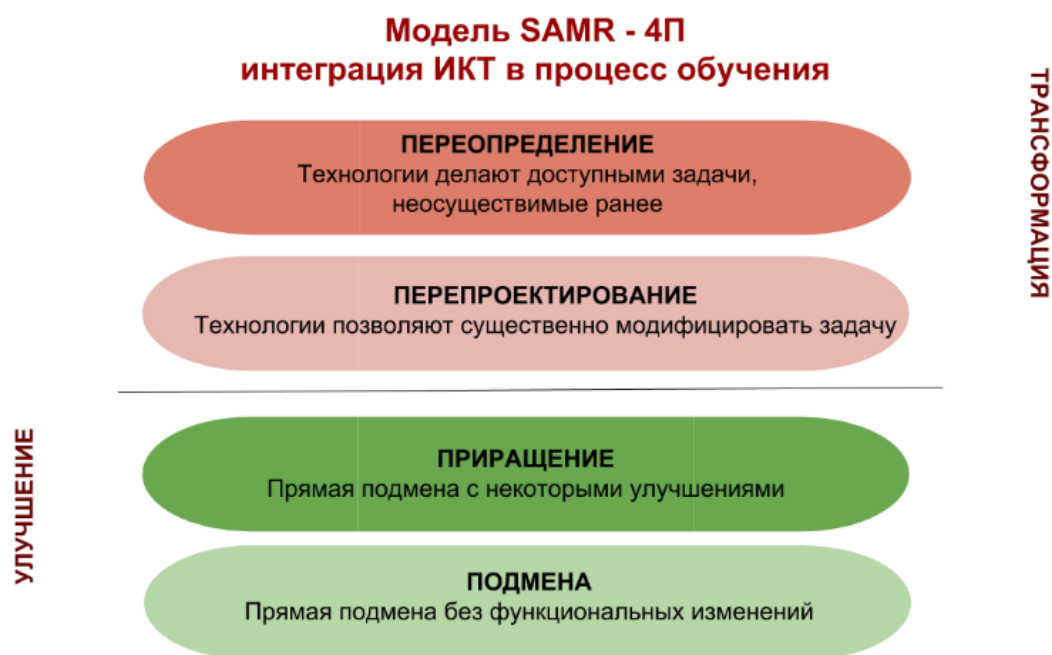 Модель SAMR - 4П
интеграция ИКТ в процесс обучения
ТРАНСФОРМАЦИЯ
ПЕРЕОПРЕДЕЛЕНИЕ
Технологии делают доступными задачи,
неосуществимые ранее
ПЕРЕПРОЕКТИРОВАНИЕ
Технологии позволяют существенно модифицировать задачу
УЛУЧШЕНИЕ
ПРИРАЩЕНИЕ
Прямая подмена с некоторыми улучшениями
ПОДМЕНА
Прямая подмена без функциональных изменений